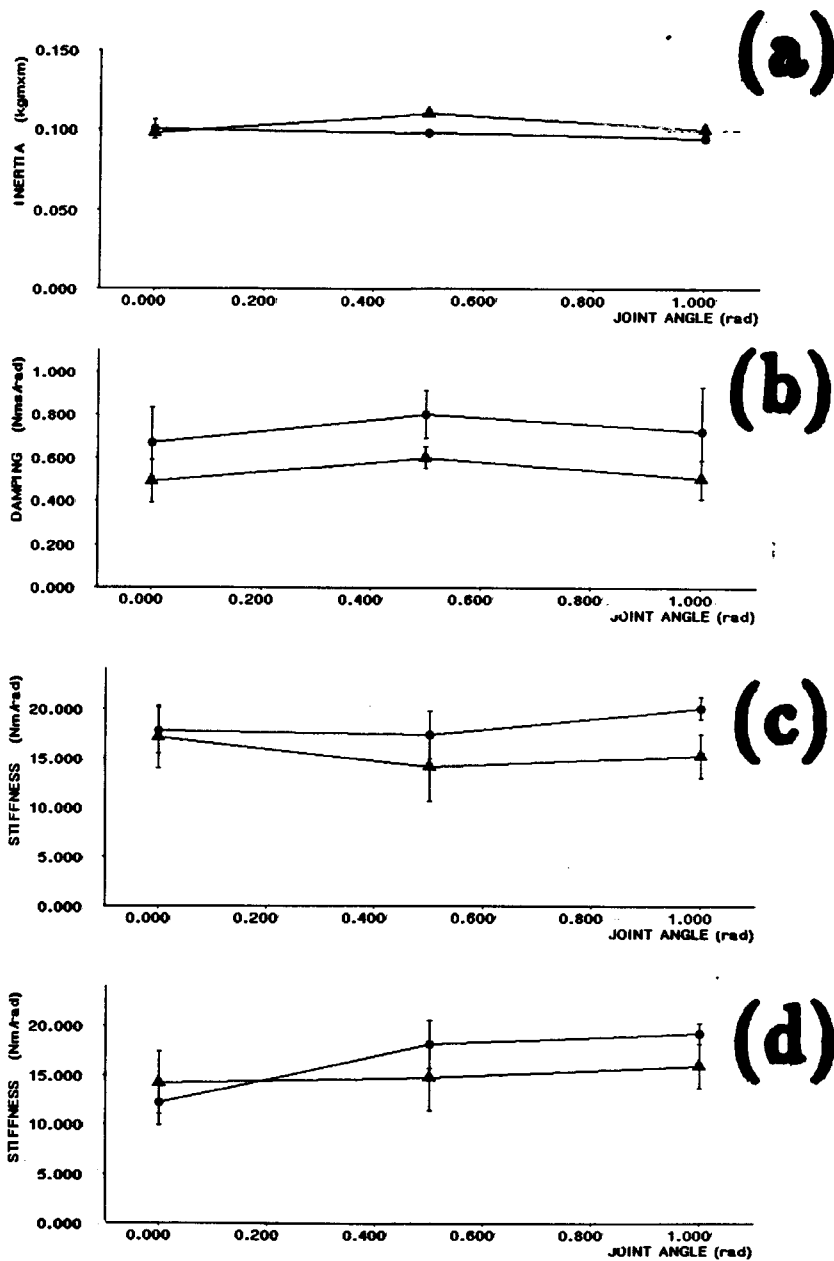 (a)
INERTIA (kgmxm)
0.150
0.100
0.050
0.000
0.000 0.200 0.400 0.600 0.800 1.000
JOINT ANGLE (rad)
(b)
DAMPING (Nms/rad)
1.000
0.800
0.600
0.400
0.200
0.000
0.000 0.200 0.400 0.600 0.800 1.000
JOINT ANGLE (rad)
(c)
STIFFNESS (Nm/rad)
20.000
15.000
10.000
5.000
0.000
0.000 0.200 0.400 0.600 0.800 1.000
JOINT ANGLE (rad)
(d)
STIFFNESS (Nm/rad)
20.000
15.000
10.000
5.000
0.000
0.000 0.200 0.400 0.600 0.800 1.000
JOINT ANGLE (rad)